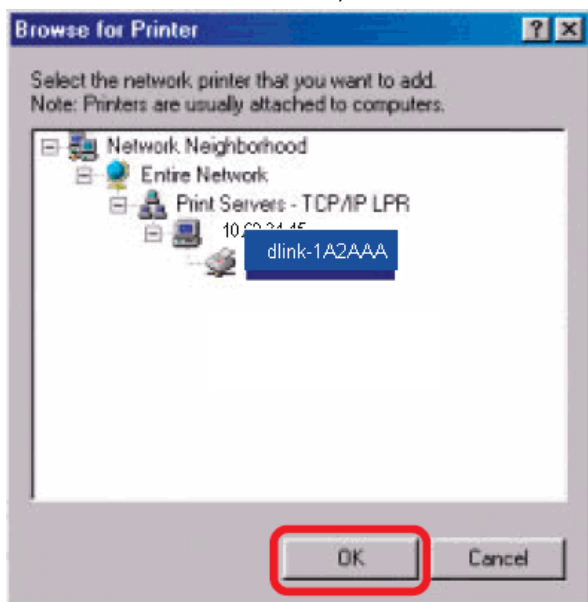 Browse for Printer
Select the network printer that you want to add.
Note: Printers are usually attached to computers.
Network Neighborhood
Entire Network
Print Servers - TCP/IP LPR
dlink-1A2AAA
OK
Cancel